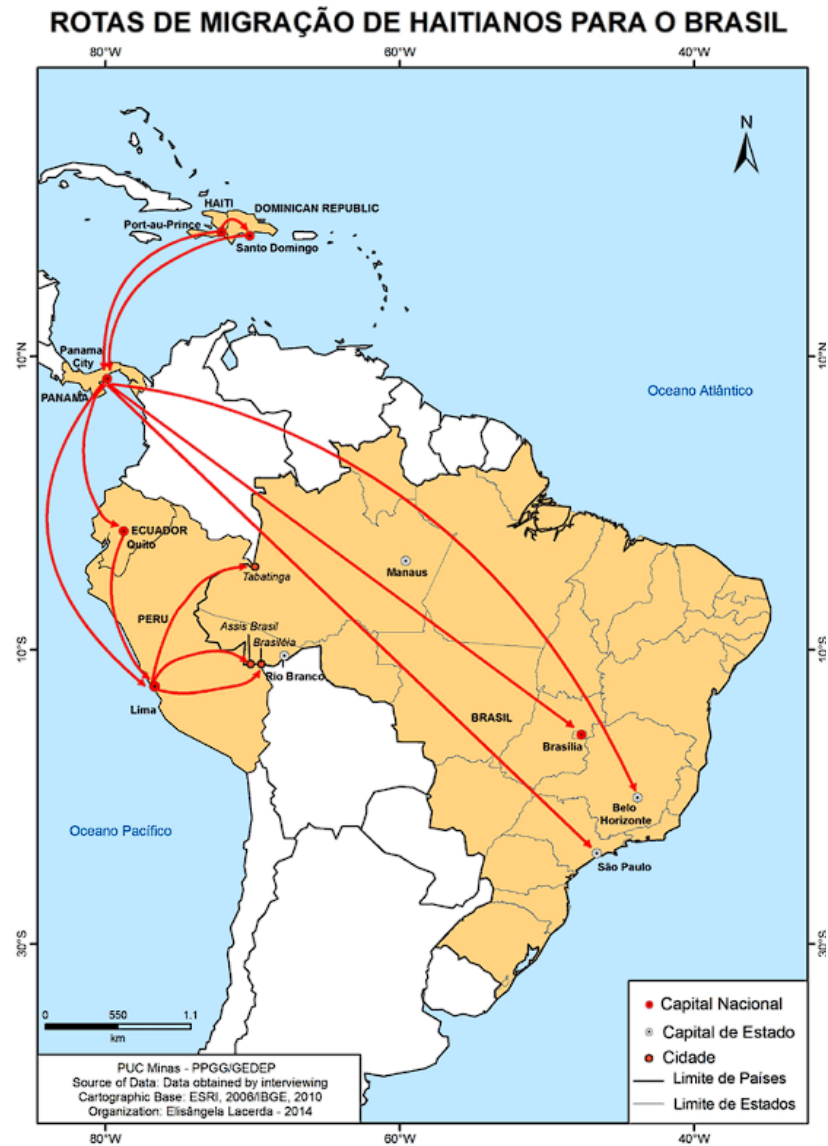 ROTAS DE MIGRAÇÃO DE HAITIANOS PARA O BRASIL
80°W
60°W
40°W
N
HAITI
DOMINICAN REPUBLIC
Port-au-Prince
Santo Domingo
Panama
City
10°N
10°N
PANAMA
Oceano Atlântico
ECUADOR
Quito
Manaus
Tabatinga
PERU
Assis Brasil
Brasiléia
10°S
10°S
Rio Branco
Lima
BRASIL
Brasília
Belo
Horizonte
Oceano Pacífico
São Paulo
30°S
30°S
0 550 1.1
km
Capital Nacional
Capital de Estado
Cidade
Limite de Países
Limite de Estados
PUC Minas - PPGG/GEDEP
Source of Data: Data obtained by interviewing
Cartographic Base: ESRI, 2006/IBGE, 2010
Organization: Elisângela Lacerda - 2014
80°W
60°W
40°W